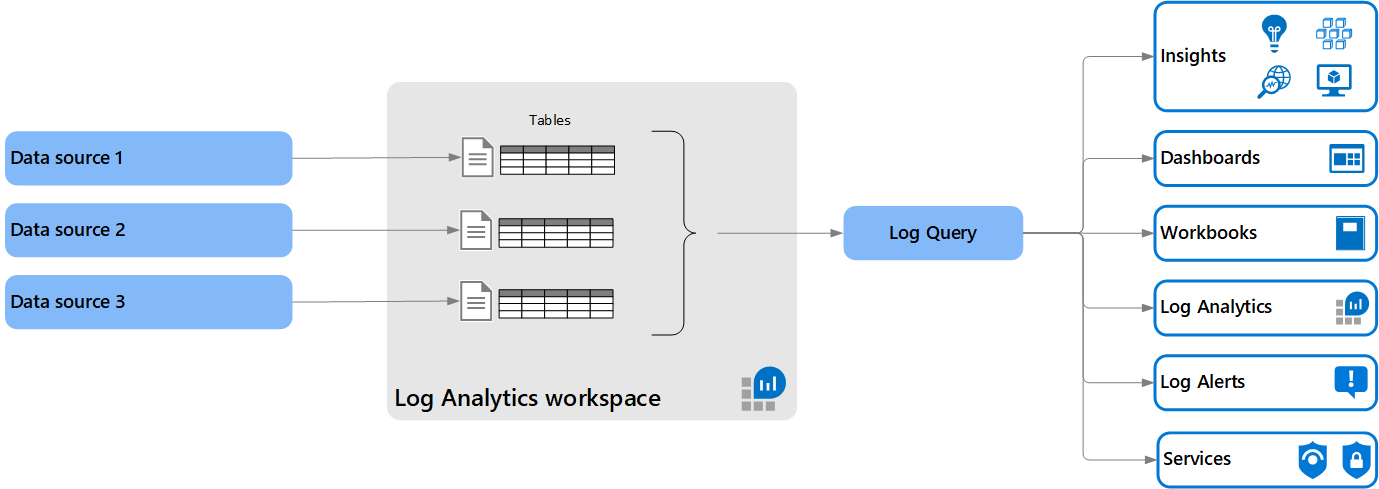 Data source 1
Data source 2
Data source 3
Tables
Log Analytics workspace
Log Query
Insights
Dashboards
Workbooks
Log Analytics
Log Alerts
Services